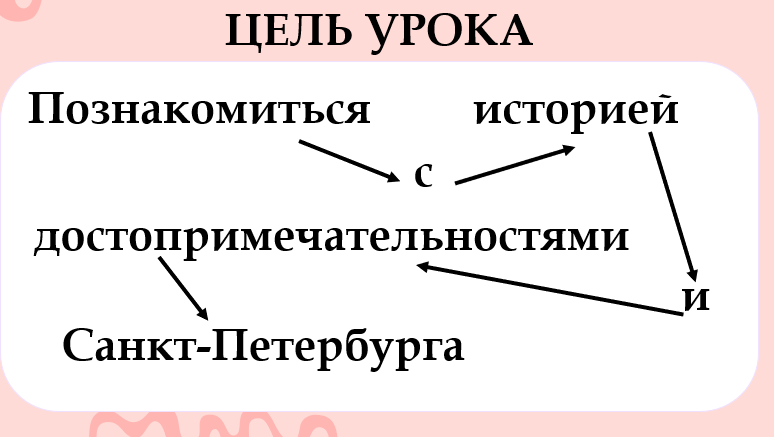 ЦЕЛЬ УРОКА
Познакомиться историей
с
достопримечательностями
и
Санкт-Петербурга